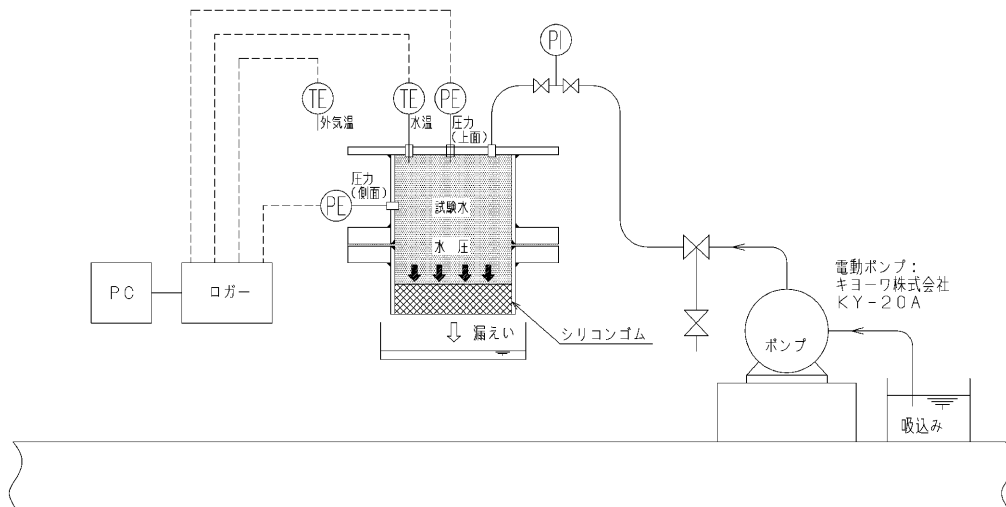 PI
TE
TE
PE
外気温
水温
圧力
(上面)
圧力
(側面)
PE
試験水
水 圧
PC
ロガー
漏えい
シリコンゴム
電動ポンプ:
キョーワ株式会社
KY-20A
ポンプ
吸込み